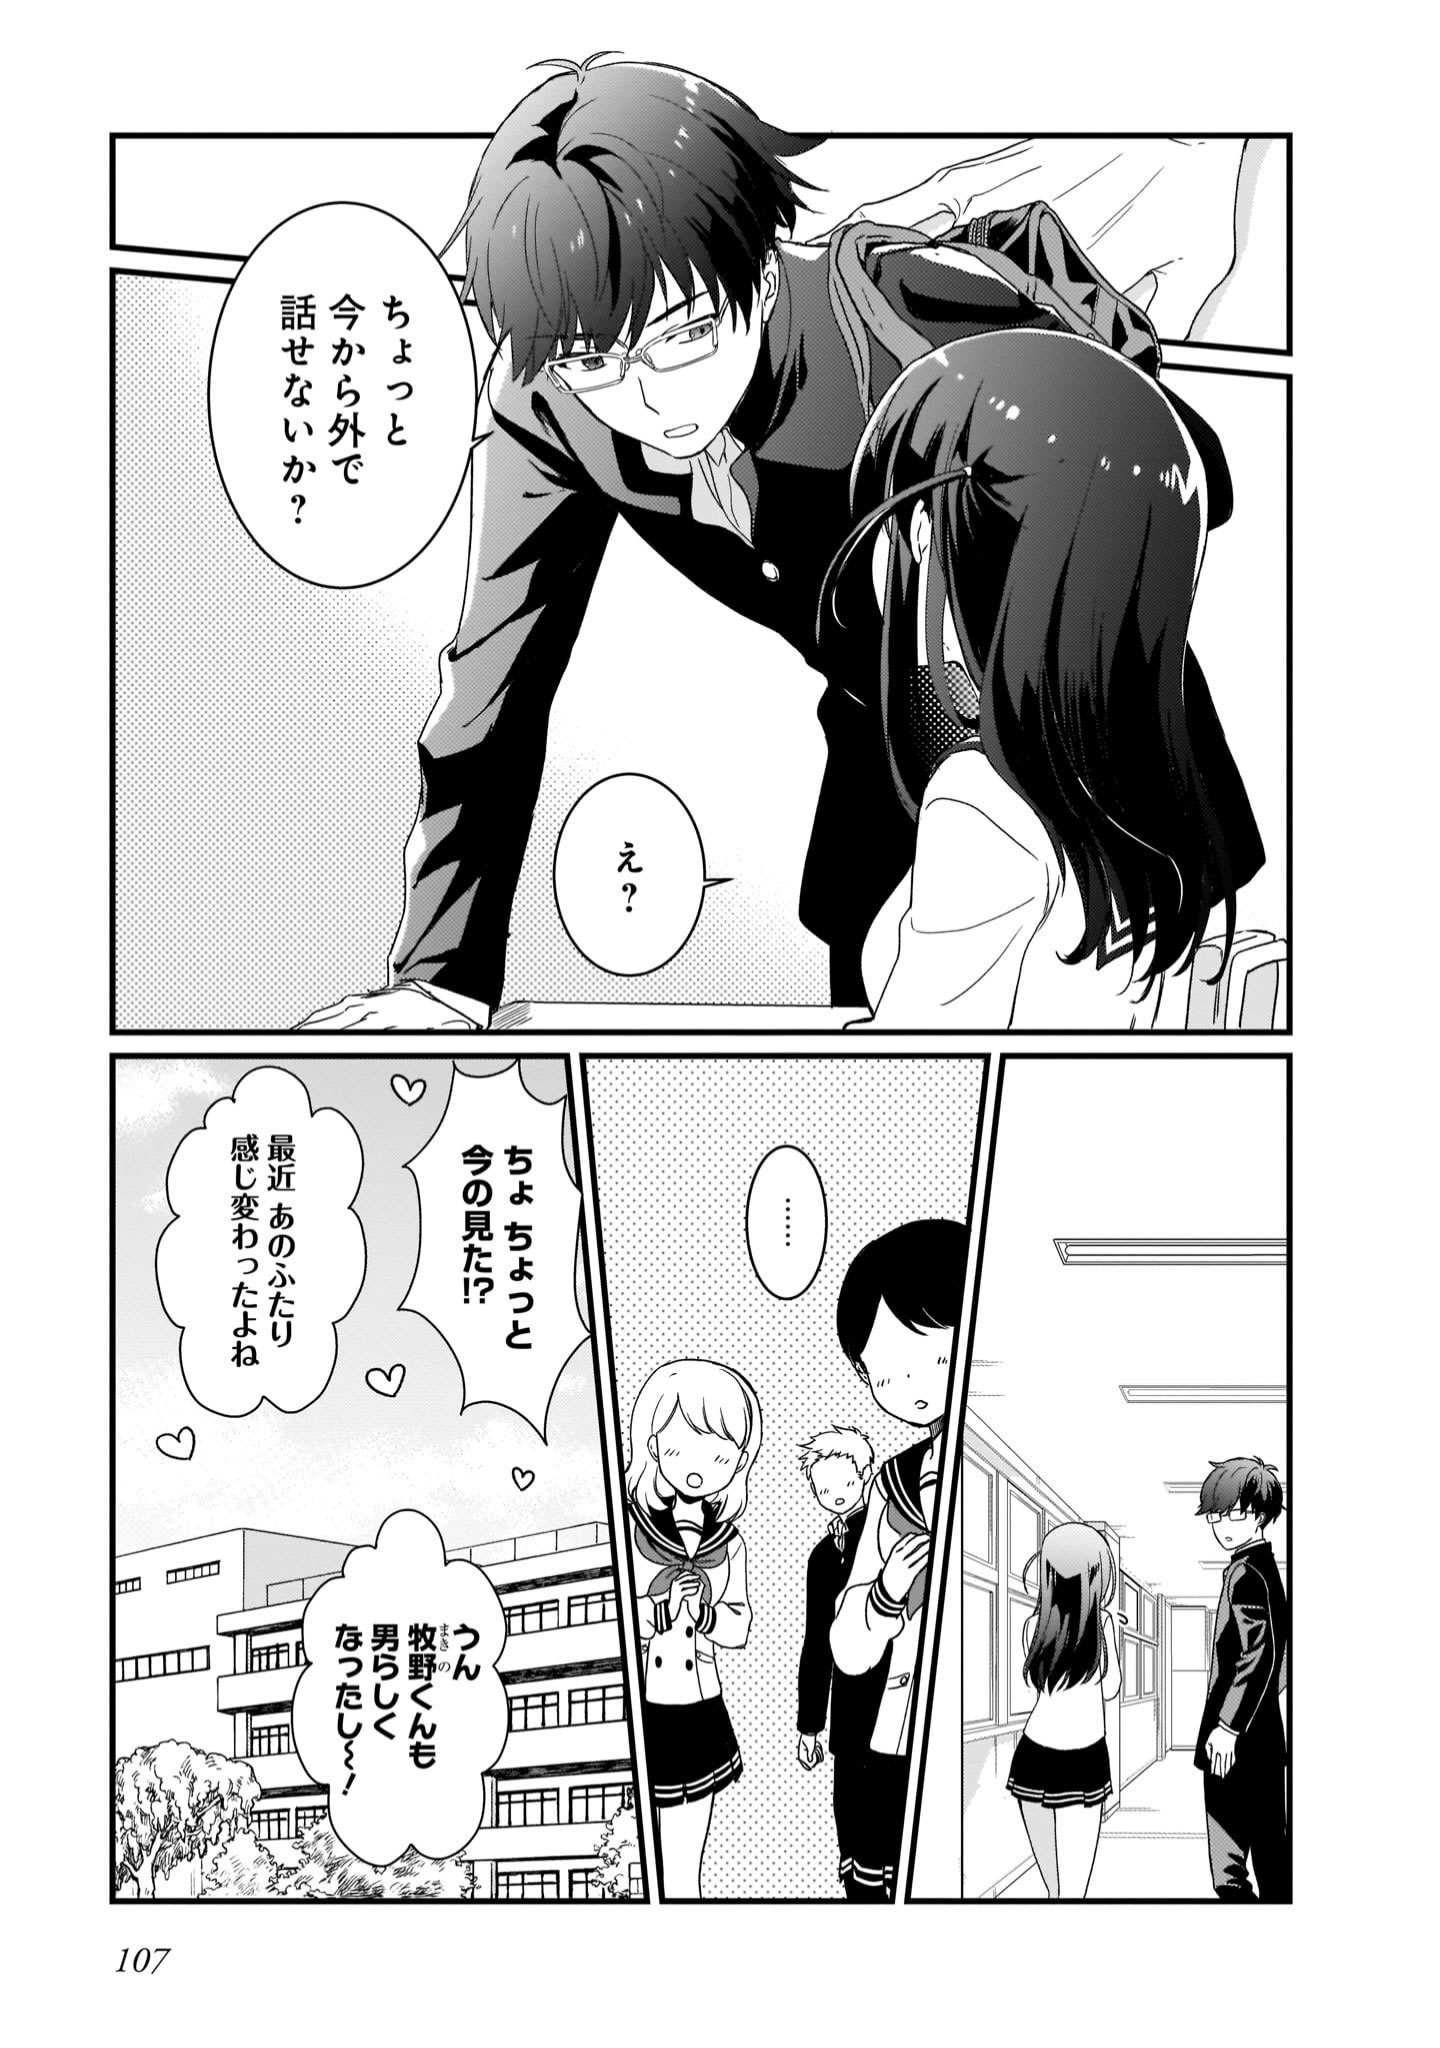 ちょっと
今から外で
話せないか？
え？
……
ちょ ちょっと
今の見た!?
最近 あのふたり
感じ変わったよね
うん
牧野くんも
まきの
男らしく
なったし～！
107